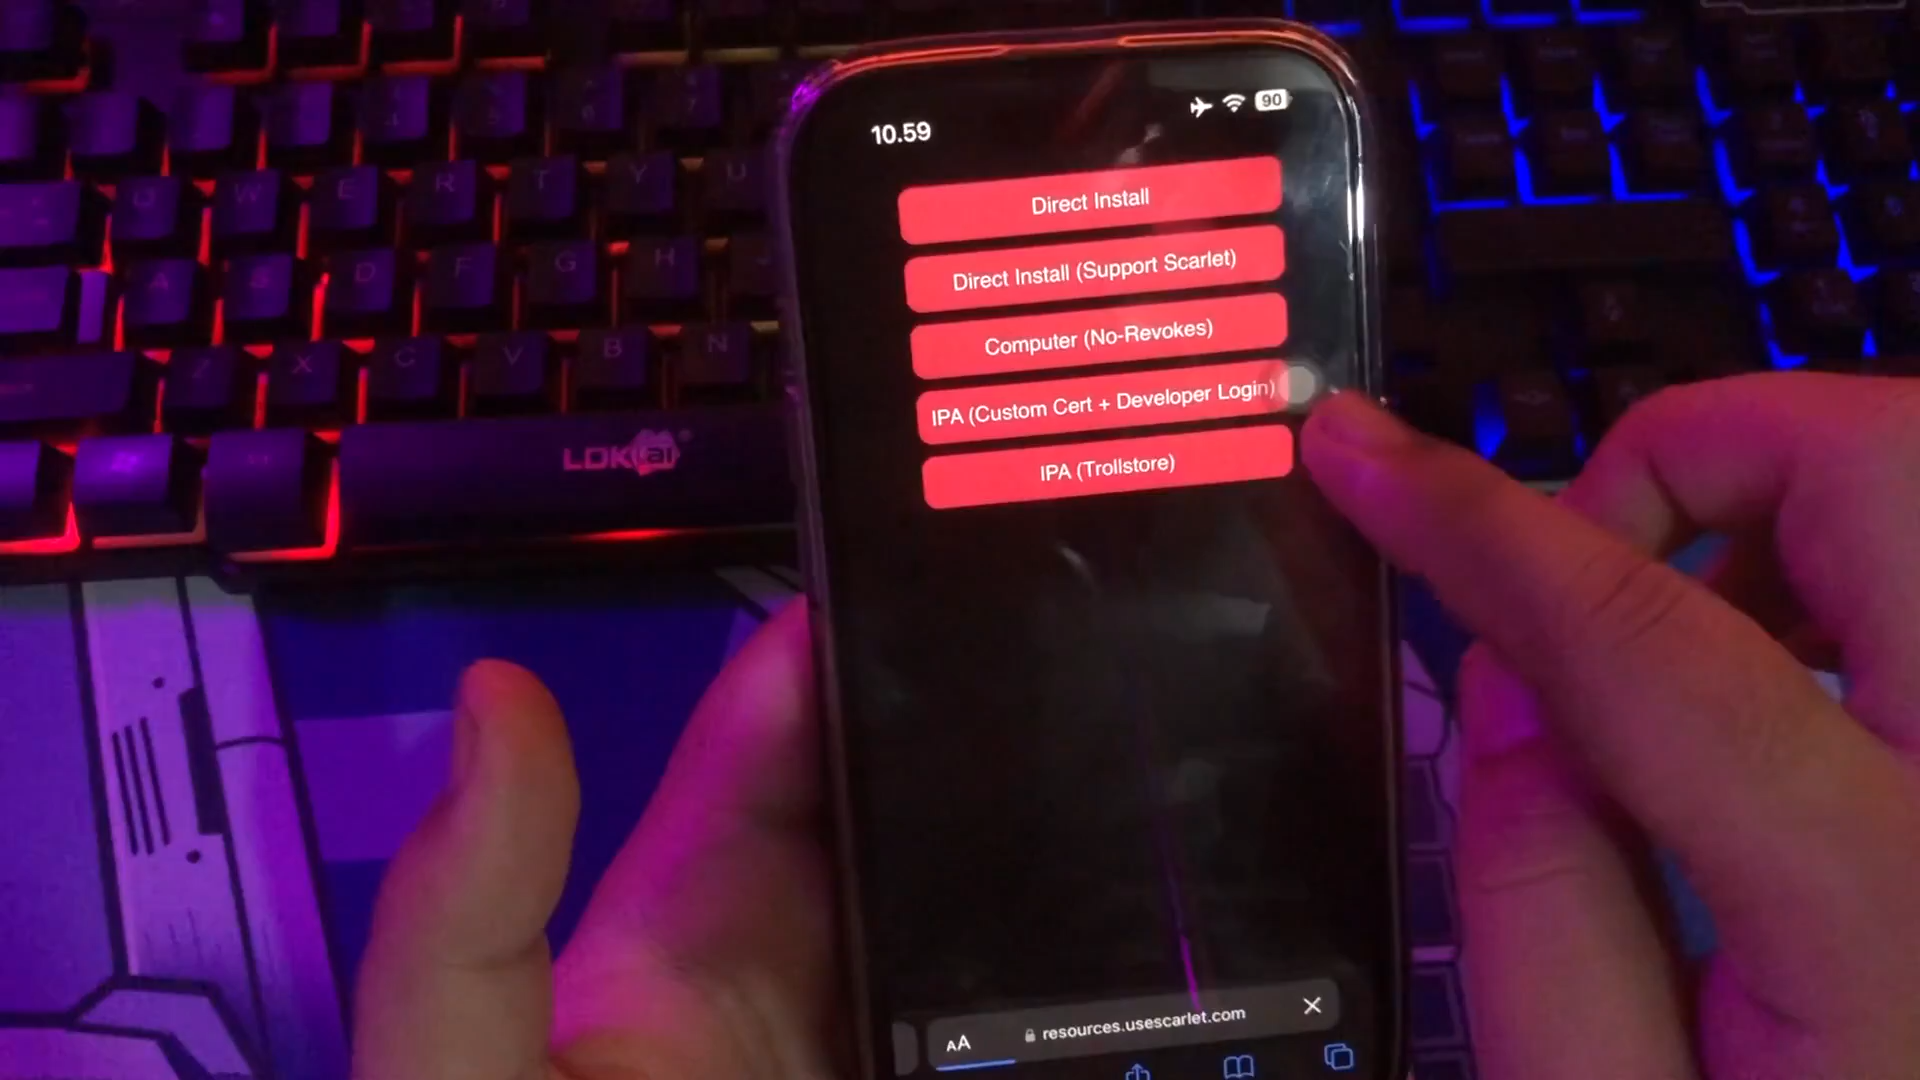 10.59
90
Direct Install
Direct Install (Support Scarlet)
Computer (No-Revokes)
IPA (Custom Cert + Developer Login)
IPA (Trollstore)
AA resources.usescarlet.com
W E R T Y U
A S D F G H
Z X C V B N
LDK ai